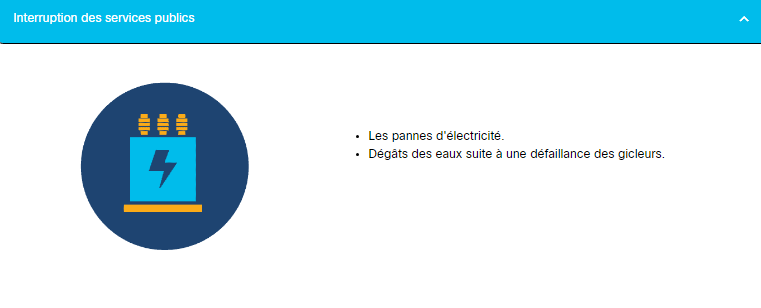 Interruption des services publics
Les pannes d'électricité.
Dégâts des eaux suite à une défaillance des gicleurs.